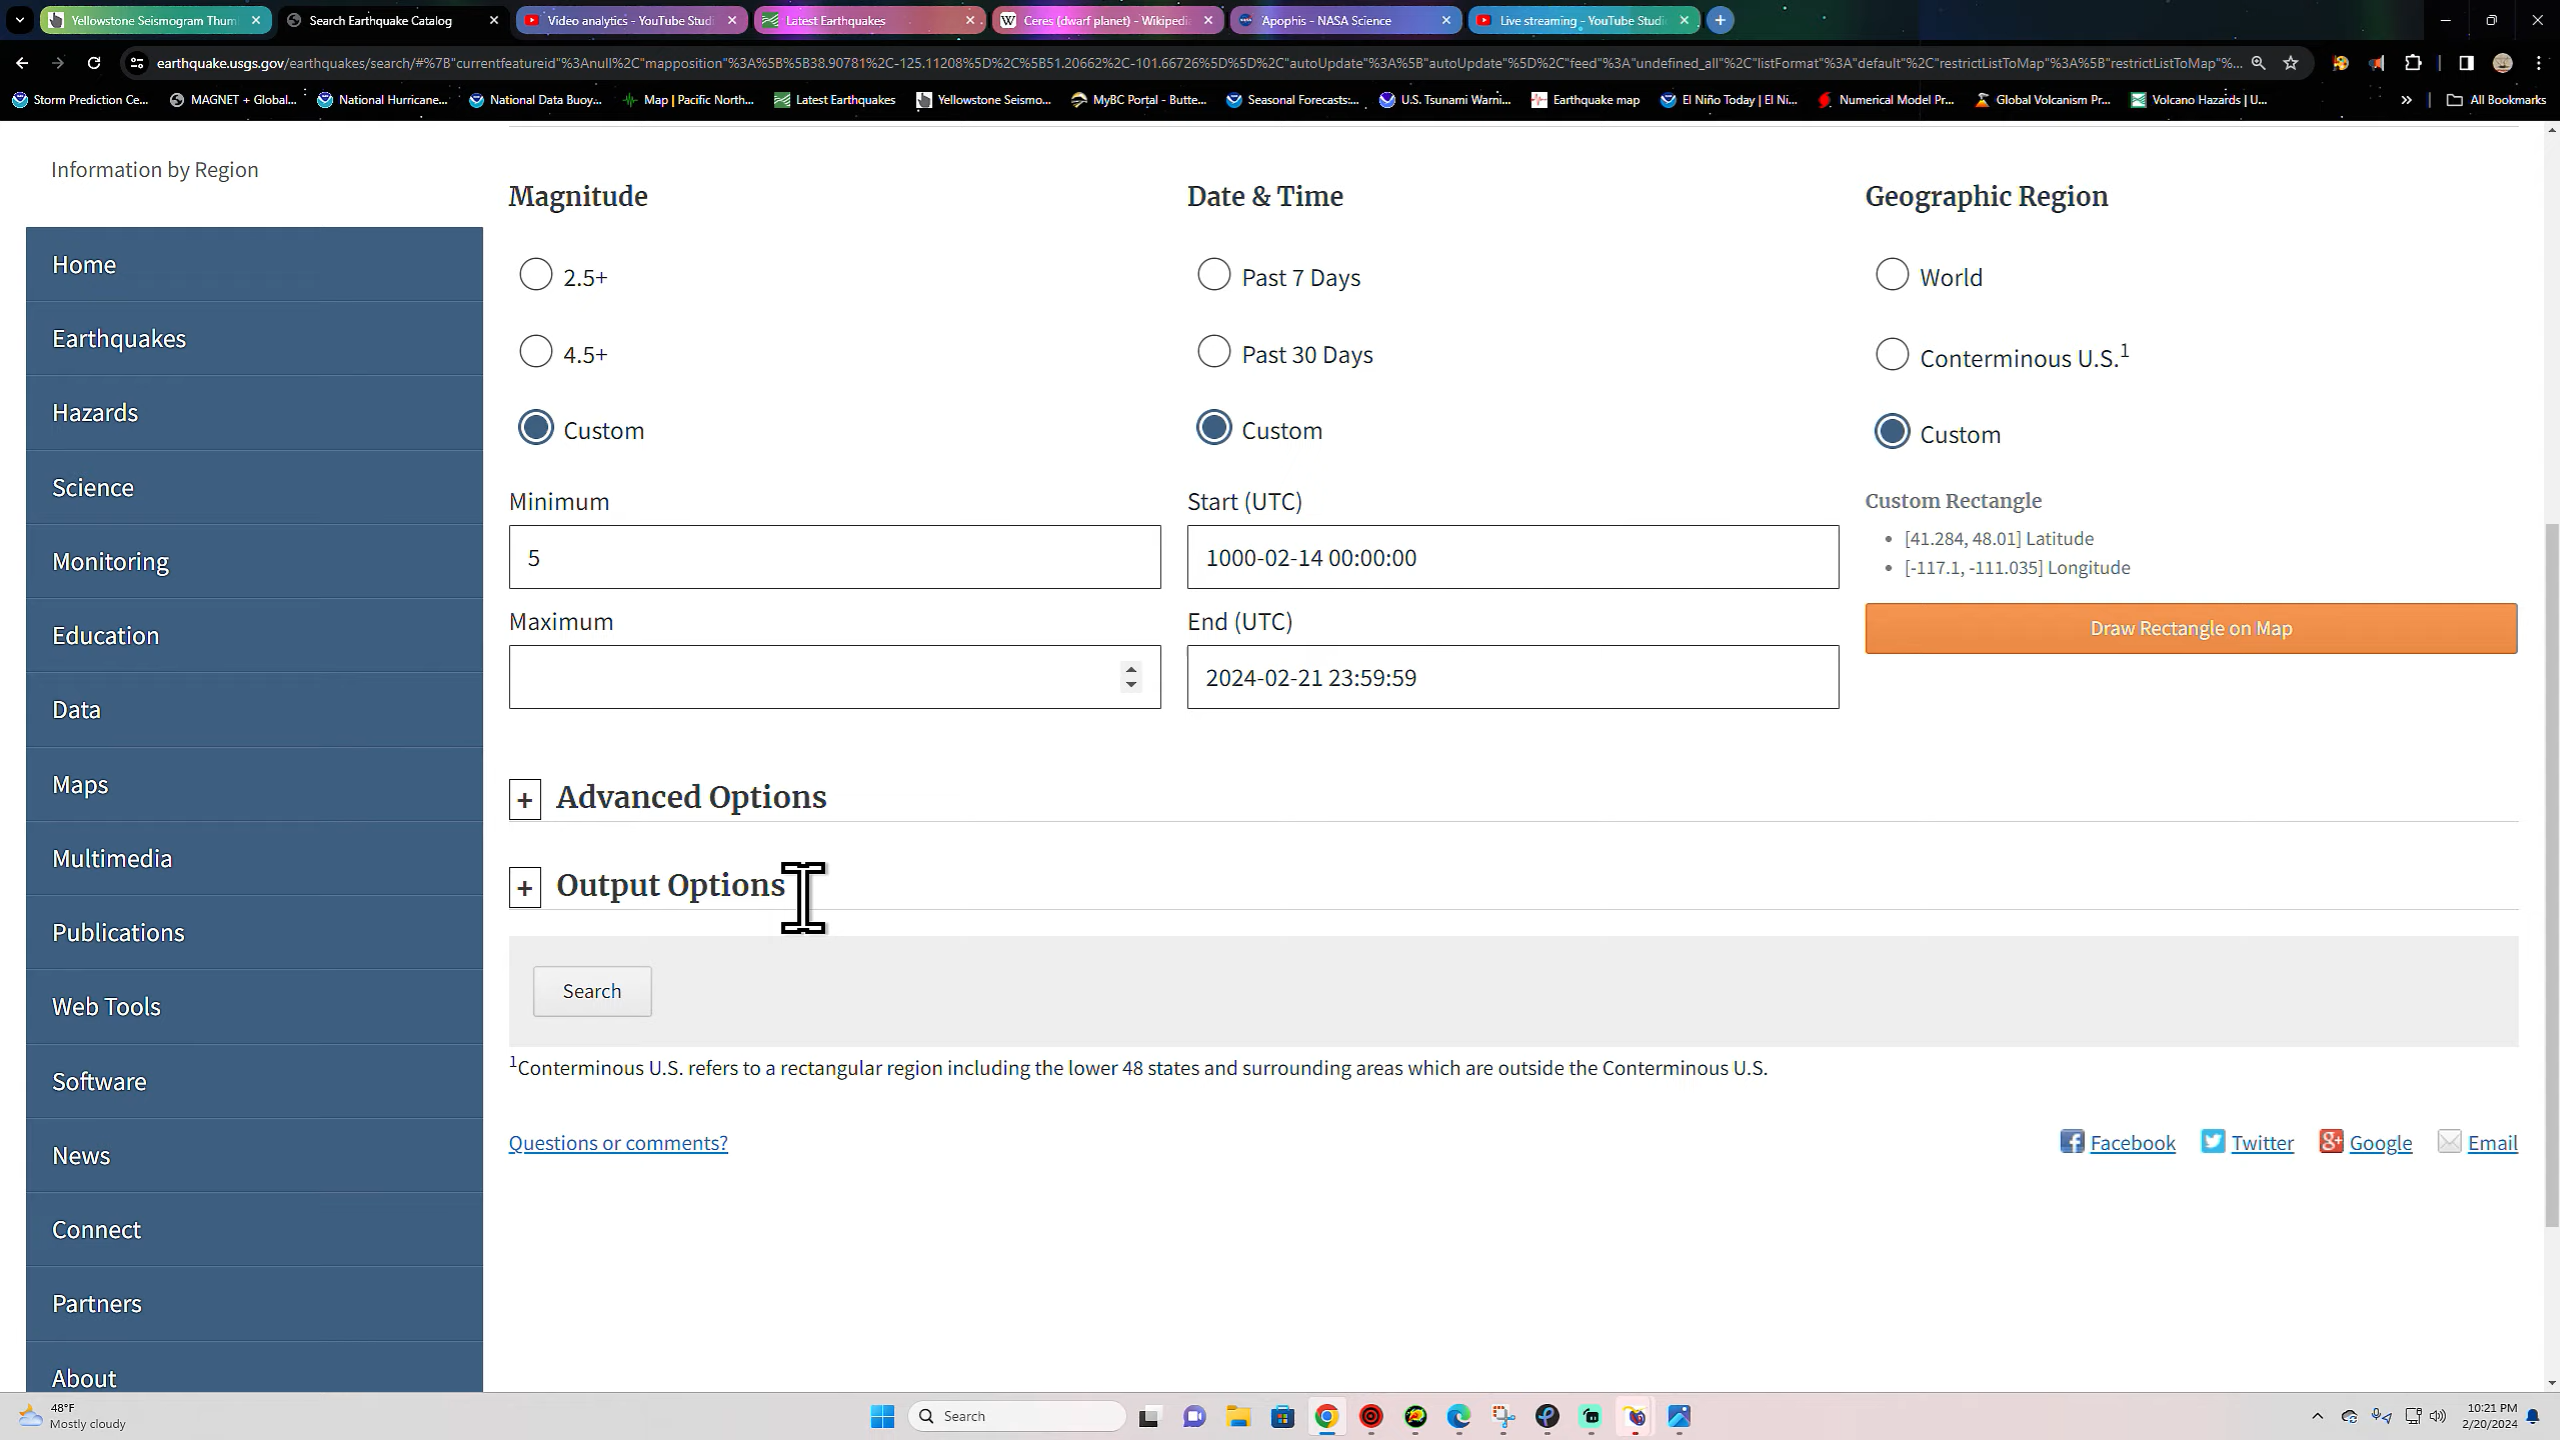 Yellowstone Seismogram Thum
Search Earthquake Catalog
Video analytics - YouTube Studi
Latest Earthquakes
Ceres (dwarf planet) - Wikipedia
Apophis - NASA Science
Live streaming - YouTube Studi
earthquake.usgs.gov/earthquakes/search/#%7B"currentfeatureid"%3Anull%2C"mapposition"%3A%5B%5B38.90781%2C-125.11208%5D%2C%5B51.20662%2C-101.66726%5D%5D%2C"autoUpdate"%3A%5B"autoUpdate"%5D%2C"feed"%3A"undefined_all"%2C"listFormat"%3A"default"%2C"restrictListToMap"%3A%5B"restrictListToMap"%...
Storm Prediction Ce...
MAGNET + Global...
National Hurricane...
National Data Buoy...
Map | Pacific North...
Latest Earthquakes
Yellowstone Seismo...
MyBC Portal - Butte...
Seasonal Forecasts:...
U.S. Tsunami Warni...
Earthquake map
El Niño Today | El Ni...
Numerical Model Pr...
Global Volcanism Pr...
Volcano Hazards | U...
All Bookmarks
Information by Region
Home
Earthquakes
Hazards
Science
Monitoring
Education
Data
Maps
Multimedia
Publications
Web Tools
Software
News
Connect
Partners
About
Magnitude
2.5+
4.5+
Custom
Minimum
5
Maximum
Date & Time
Past 7 Days
Past 30 Days
Custom
Start (UTC)
1000-02-14 00:00:00
End (UTC)
2024-02-21 23:59:59
Geographic Region
World
Conterminous U.S.1
Custom
Custom Rectangle
• [41.284, 48.01] Latitude
• [-117.1, -111.035] Longitude
Draw Rectangle on Map
+ Advanced Options
+ Output Options
Search
1Conterminous U.S. refers to a rectangular region including the lower 48 states and surrounding areas which are outside the Conterminous U.S.
Questions or comments?
Facebook
Twitter
Google
Email
48°F
Mostly cloudy
Search
10:21 PM
2/20/2024